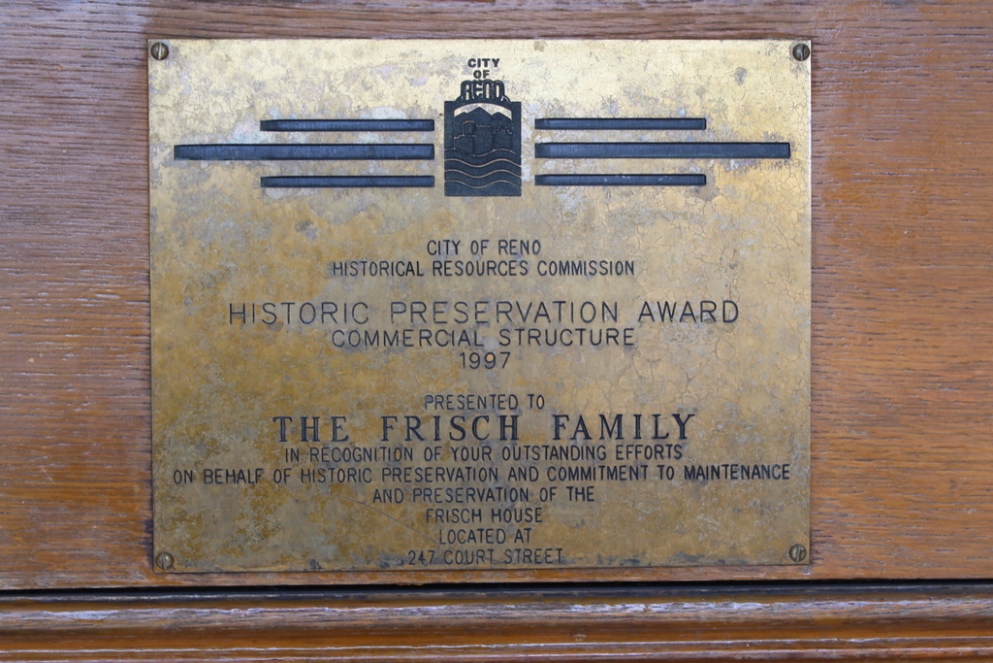 CITY
OF
RENO
CITY OF RENO
HISTORICAL RESOURCES COMMISSION
HISTORIC PRESERVATION AWARD
COMMERCIAL STRUCTURE
1997
PRESENTED TO
THE FRISCH FAMILY
IN RECOGNITION OF YOUR OUTSTANDING EFFORTS
ON BEHALF OF HISTORIC PRESERVATION AND COMMITMENT TO MAINTENANCE
AND PRESERVATION OF THE
FRISCH HOUSE
LOCATED AT
247 COURT STREET